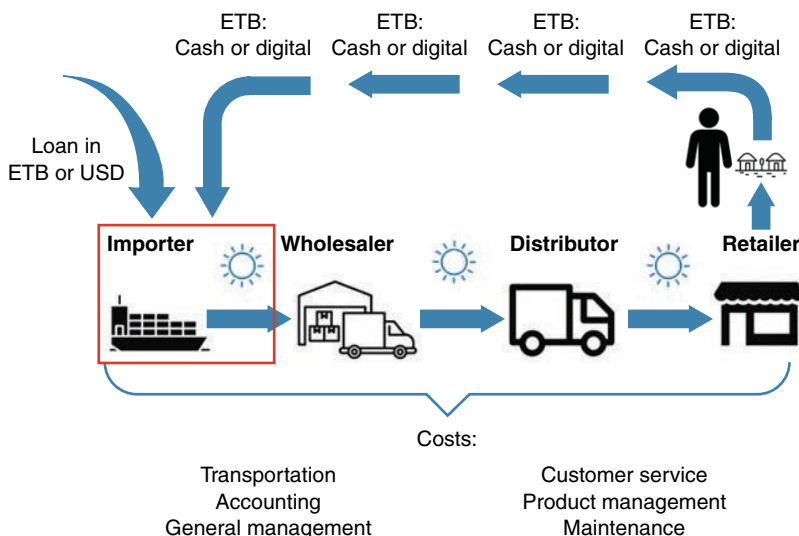 ETB:
Cash or digital
ETB:
Cash or digital
ETB:
Cash or digital
ETB:
Cash or digital
Loan in
ETB or USD
Importer
Wholesaler
Distributor
Retailer
Costs:
Transportation
Accounting
General management
Customer service
Product management
Maintenance